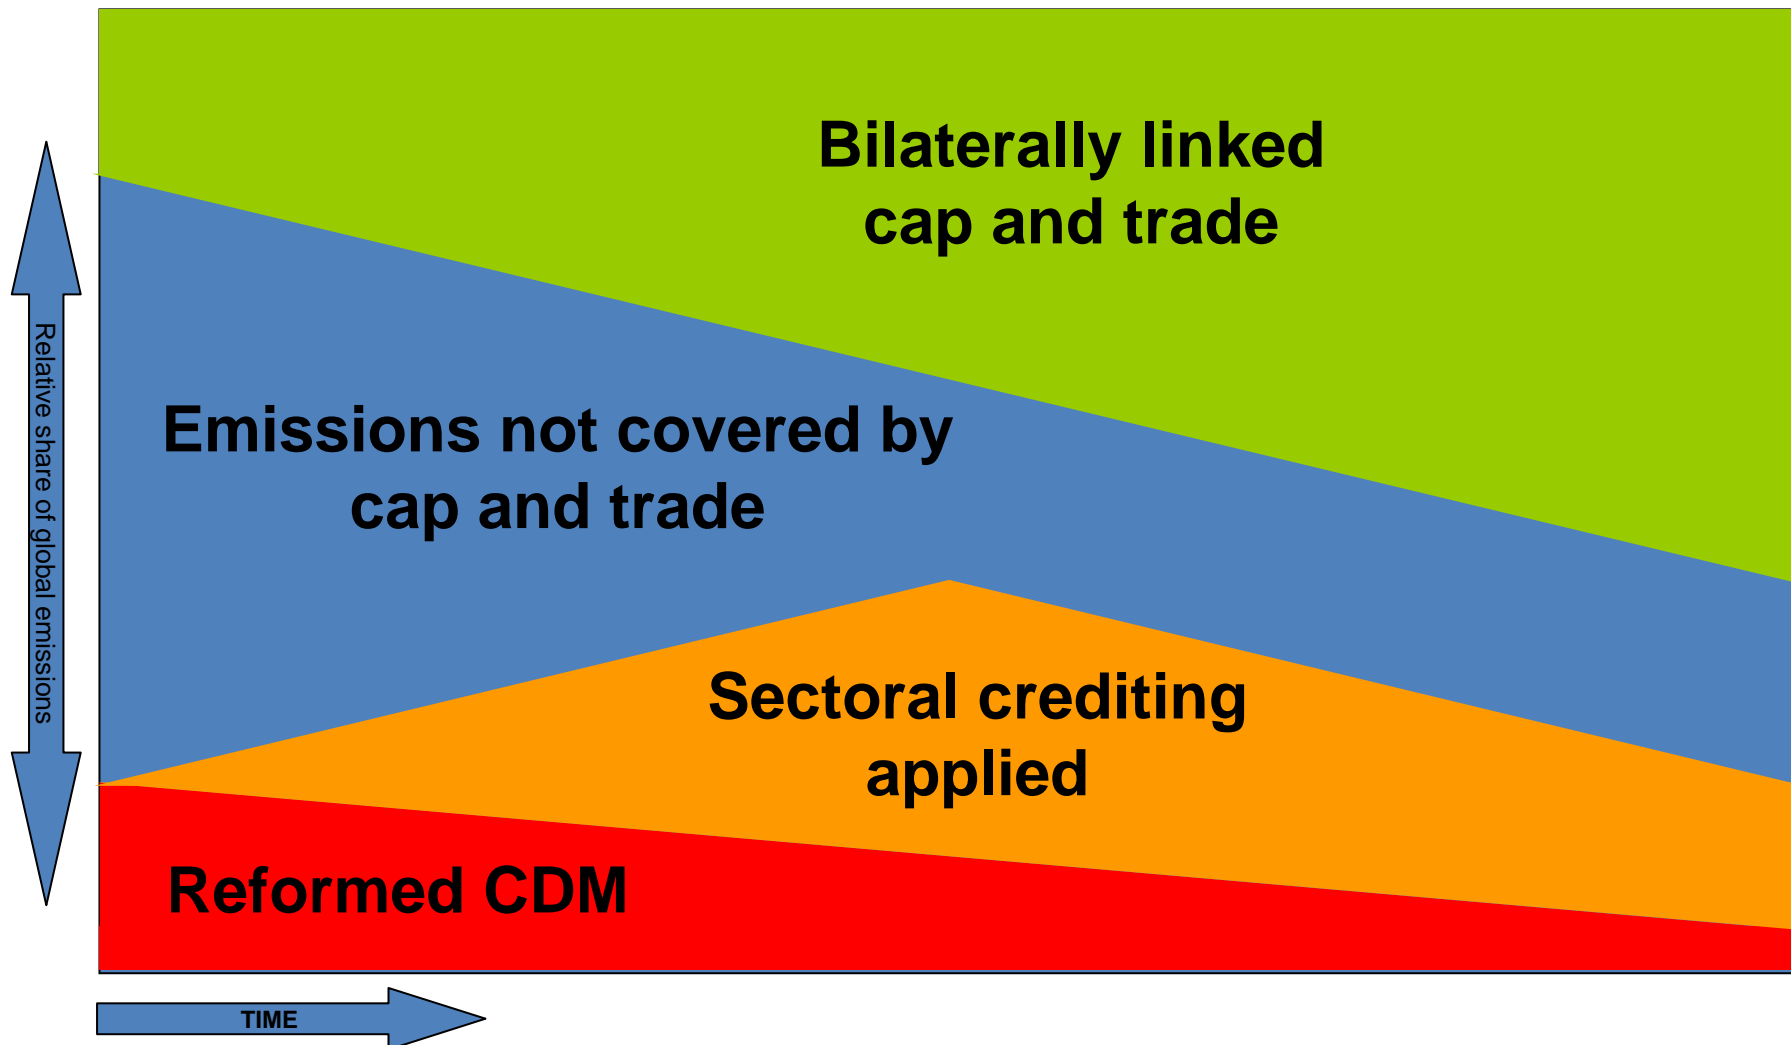 Bilaterally linked
cap and trade
Relative share of global emissions
Emissions not covered by
cap and trade
Sectoral crediting
applied
Reformed CDM
TIME